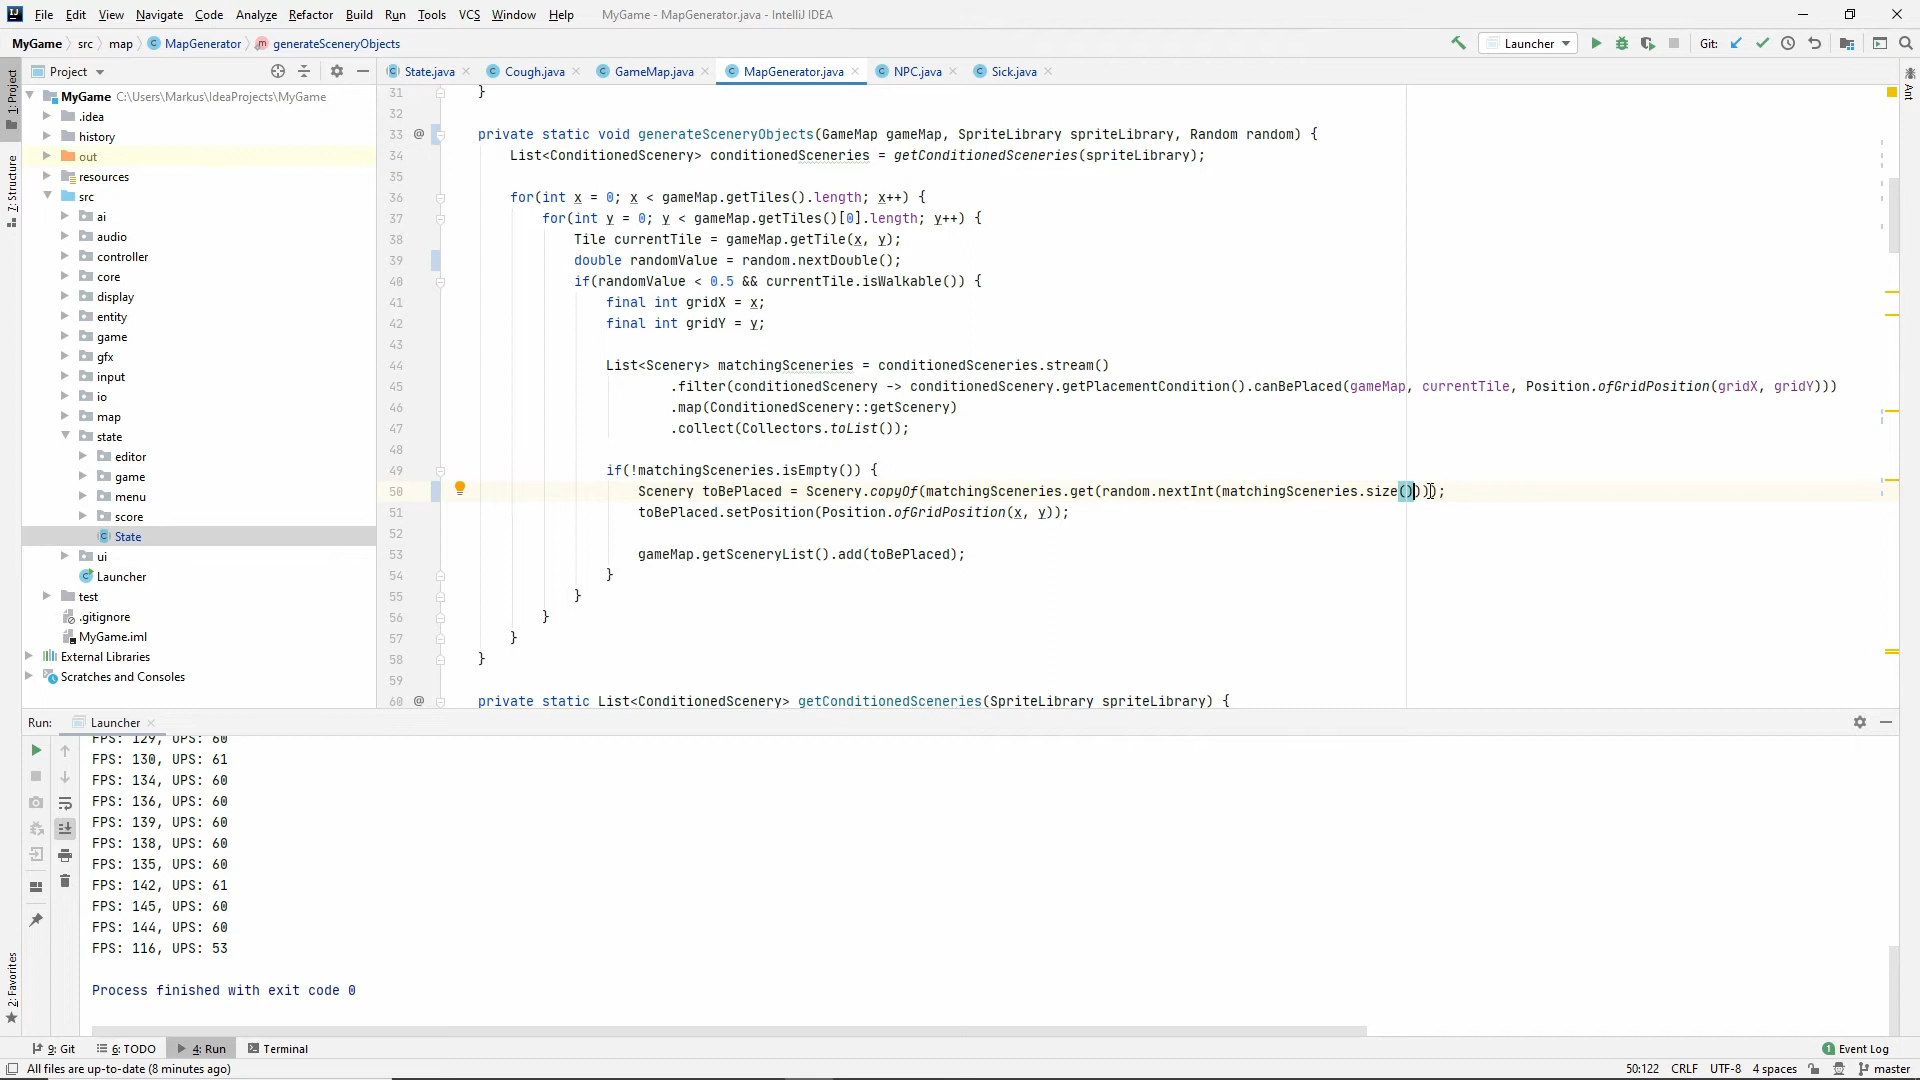 File Edit View Navigate Code Analyze Refactor Build Run Tools VCS Window Help MyGame - MapGenerator.java - IntelliJ IDEA
MyGame src map MapGenerator generateSceneryObjects Launcher Git:
Project State.java Cough.java GameMap.java MapGenerator.java NPC.java Sick.java
1: Project
7: Structure
2: Favorites
Ant
MyGame C:\Users\Markus\IdeaProjects\MyGame
.idea
history
out
resources
src
ai
audio
controller
core
display
entity
game
gfx
input
io
map
state
editor
game
menu
score
State
ui
Launcher
test
.gitignore
MyGame.iml
External Libraries
Scratches and Consoles
31 }
32
33 @ private static void generateSceneryObjects(GameMap gameMap, SpriteLibrary spriteLibrary, Random random) {
34 List<ConditionedScenery> conditionedSceneries = getConditionedSceneries(spriteLibrary);
35
36 for(int x = 0; x < gameMap.getTiles().length; x++) {
37 for(int y = 0; y < gameMap.getTiles()[0].length; y++) {
38 Tile currentTile = gameMap.getTile(x, y);
39 double randomValue = random.nextDouble();
40 if(randomValue < 0.5 && currentTile.isWalkable()) {
41 final int gridX = x;
42 final int gridY = y;
43
44 List<Scenery> matchingSceneries = conditionedSceneries.stream()
45 .filter(conditionedScenery -> conditionedScenery.getPlacementCondition().canBePlaced(gameMap, currentTile, Position.ofGridPosition(gridX, gridY)))
46 .map(ConditionedScenery::getScenery)
47 .collect(Collectors.toList());
48
49 if(!matchingSceneries.isEmpty()) {
50 Scenery toBePlaced = Scenery.copyOf(matchingSceneries.get(random.nextInt(matchingSceneries.size())));
51 toBePlaced.setPosition(Position.ofGridPosition(x, y));
52
53 gameMap.getSceneryList().add(toBePlaced);
54 }
55 }
56 }
57 }
58 }
59
60 @ private static List<ConditionedScenery> getConditionedSceneries(SpriteLibrary spriteLibrary) {
Run: Launcher
FPS: 129, UPS: 60
FPS: 130, UPS: 61
FPS: 134, UPS: 60
FPS: 136, UPS: 60
FPS: 139, UPS: 60
FPS: 138, UPS: 60
FPS: 135, UPS: 60
FPS: 142, UPS: 61
FPS: 145, UPS: 60
FPS: 144, UPS: 60
FPS: 116, UPS: 53
Process finished with exit code 0
9: Git 6: TODO 4: Run Terminal 1 Event Log
All files are up-to-date (8 minutes ago) 50:122 CRLF UTF-8 4 spaces master